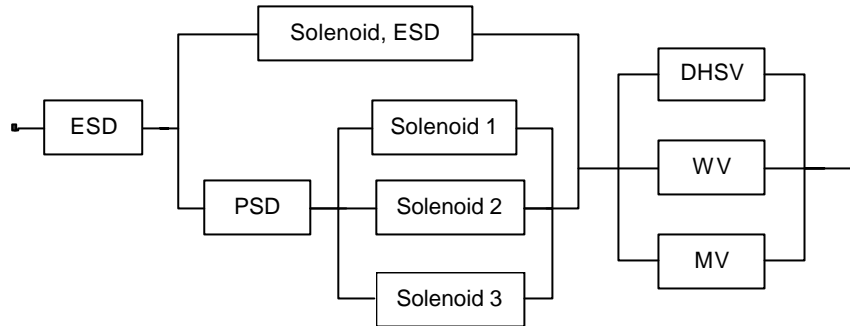 Solenoid, ESD
DHSV
ESD
Solenoid 1
WV
PSD
Solenoid 2
MV
Solenoid 3